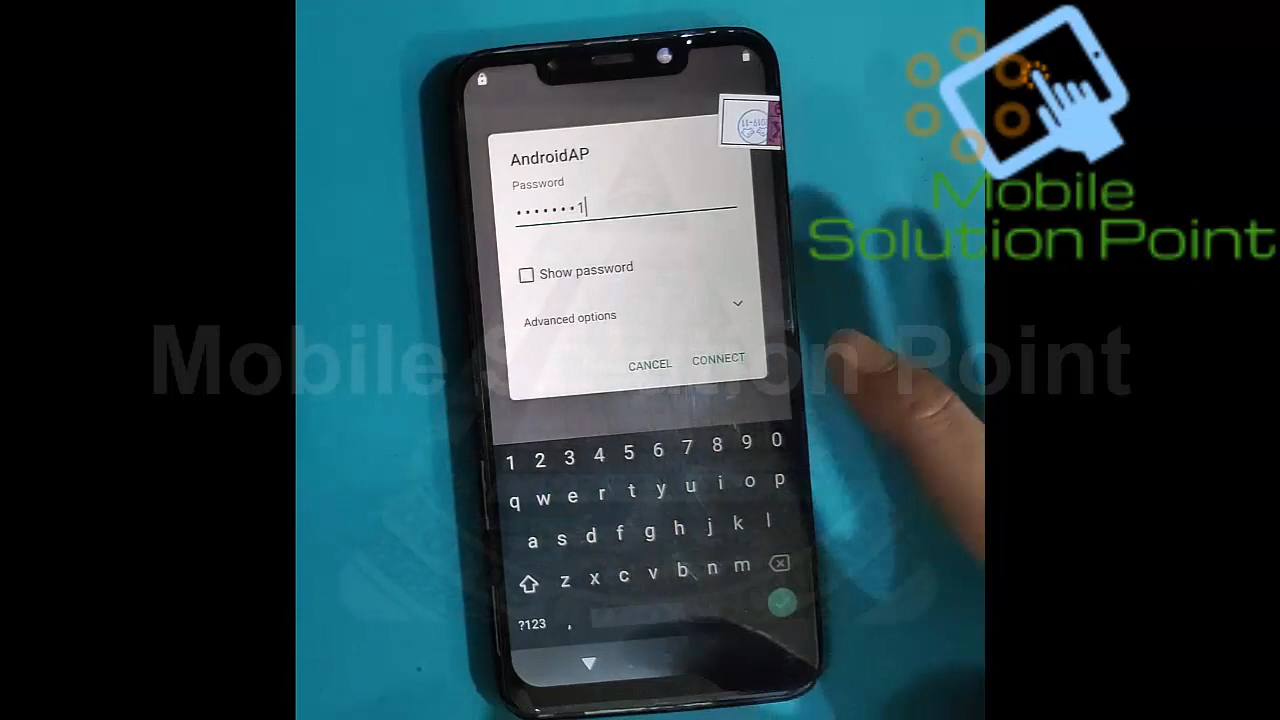 AndroidAP
Password
•••••••1
Show password
Advanced options
CANCEL CONNECT
1 2 3 4 5 6 7 8 9 0
q w e r t y u i o p
a s d f g h j k l
z x c v b n m
?123 ,
Mobile
Solution Point
Mobile Solution Point